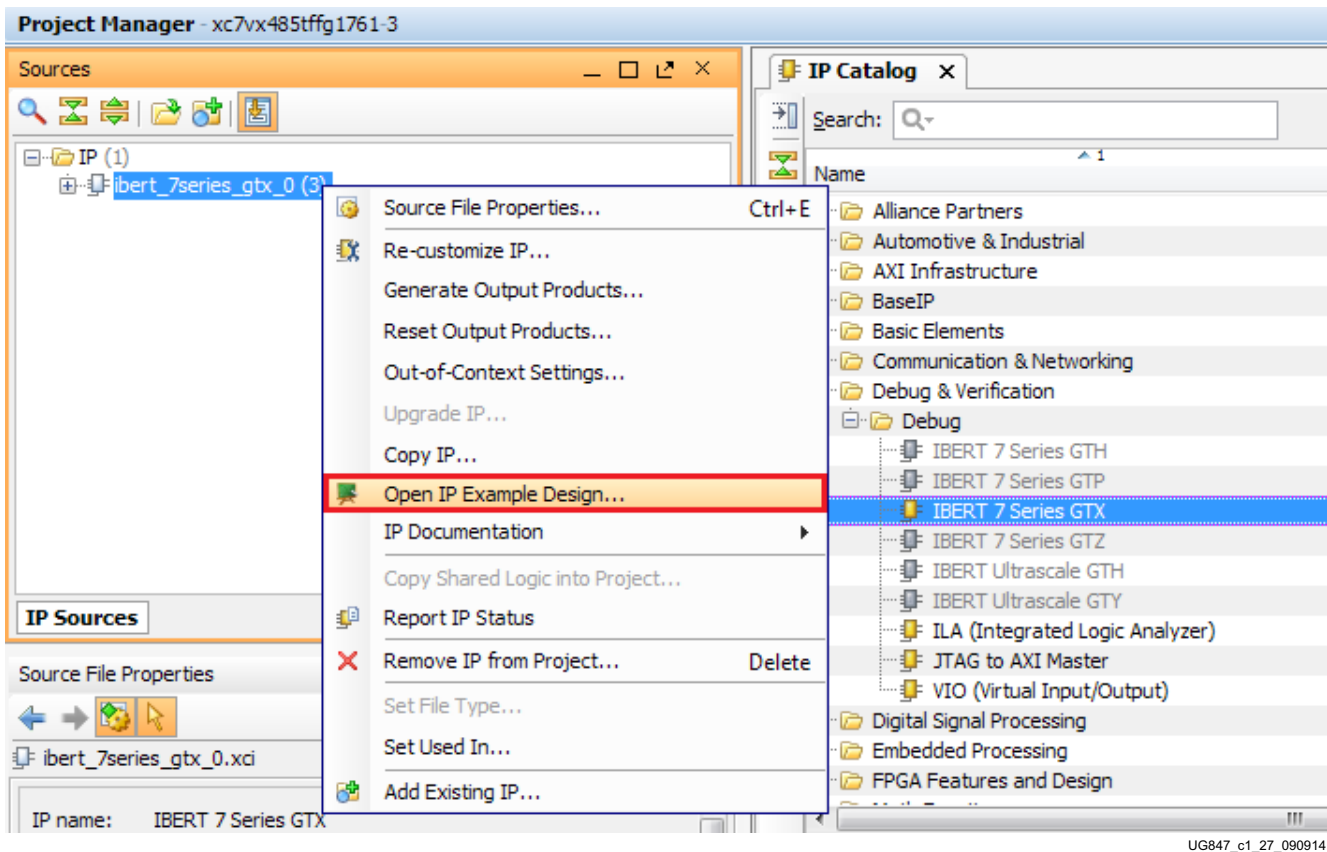 Project Manager - xc7vx485tffg1761-3
Sources
IP (1)
ibert_7series_gtx_0 (3)
Source File Properties... Ctrl+E
Re-customize IP...
Generate Output Products...
Reset Output Products...
Out-of-Context Settings...
Upgrade IP...
Copy IP...
Open IP Example Design...
IP Documentation
Copy Shared Logic into Project...
Report IP Status
Remove IP from Project... Delete
Set File Type...
Set Used In...
Add Existing IP...
IP Sources
Source File Properties
ibert_7series_gtx_0.xci
IP name: IBERT 7 Series GTX
IP Catalog
Search:
1
Name
Alliance Partners
Automotive & Industrial
AXI Infrastructure
BaseIP
Basic Elements
Communication & Networking
Debug & Verification
Debug
IBERT 7 Series GTH
IBERT 7 Series GTP
IBERT 7 Series GTX
IBERT 7 Series GTZ
IBERT Ultrascale GTH
IBERT Ultrascale GTY
ILA (Integrated Logic Analyzer)
JTAG to AXI Master
VIO (Virtual Input/Output)
Digital Signal Processing
Embedded Processing
FPGA Features and Design
UG847_c1_27_090914